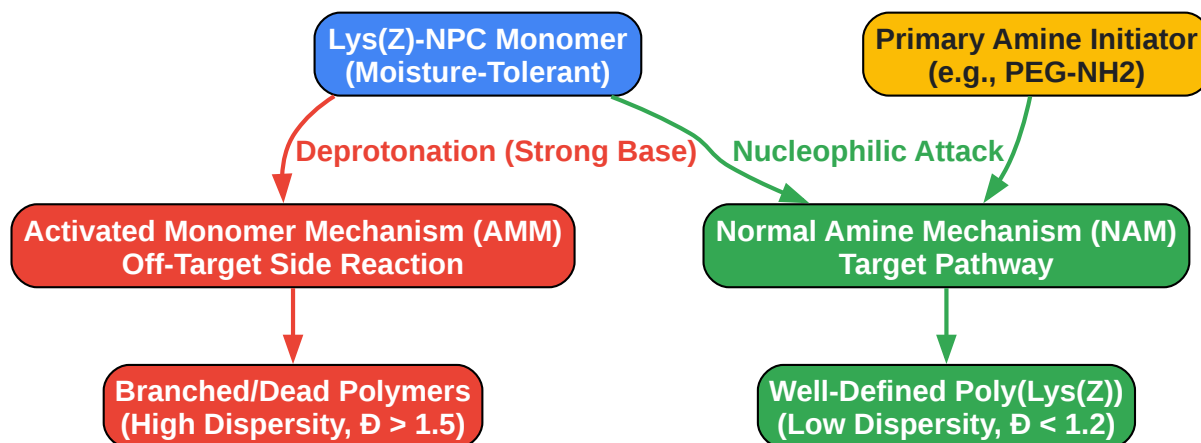 Lys(Z)-NPC Monomer
(Moisture-Tolerant)
Primary Amine Initiator
(e.g., PEG-NH2)
Deprotonation (Strong Base)
Nucleophilic Attack
Activated Monomer Mechanism (AMM)
Off-Target Side Reaction
Normal Amine Mechanism (NAM)
Target Pathway
Branched/Dead Polymers
(High Dispersity, Đ > 1.5)
Well-Defined Poly(Lys(Z))
(Low Dispersity, Đ < 1.2)